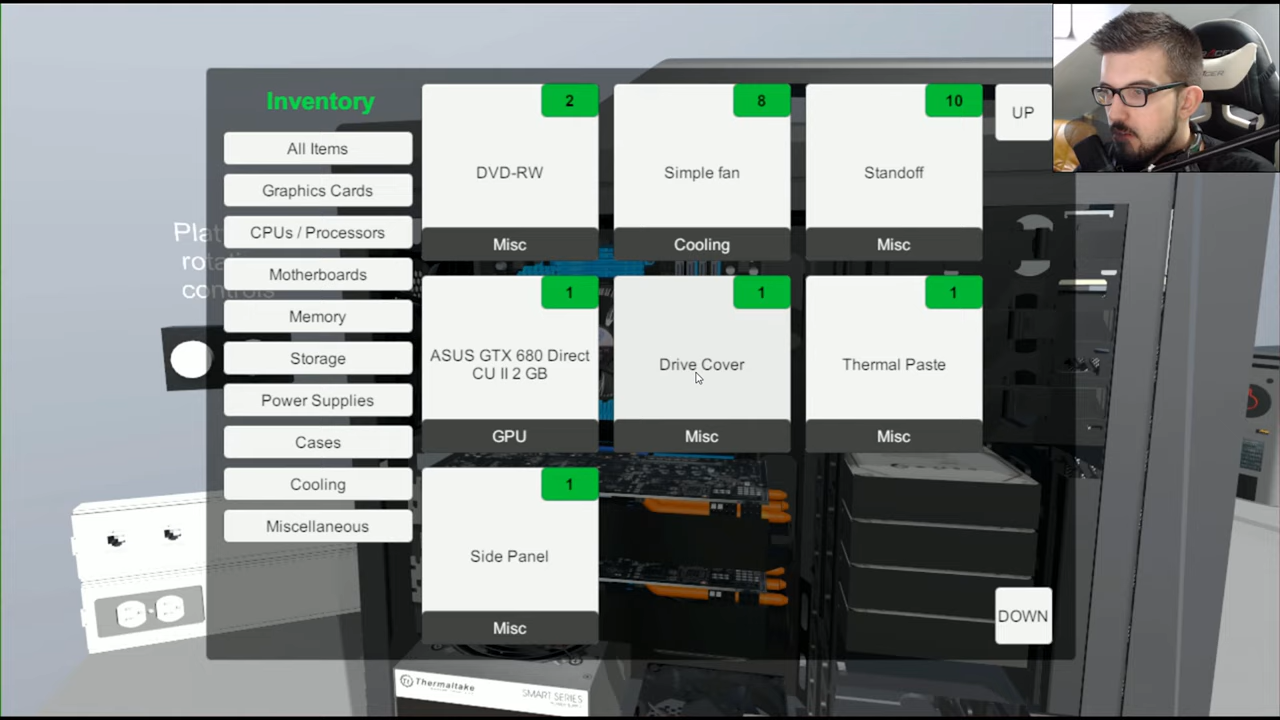 Inventory
All Items
Graphics Cards
CPUs / Processors
Motherboards
Memory
Storage
Power Supplies
Cases
Cooling
Miscellaneous
2
DVD-RW
Misc
8
Simple fan
Cooling
10
Standoff
Misc
UP
1
ASUS GTX 680 Direct
CU II 2 GB
GPU
1
Drive Cover
Misc
1
Thermal Paste
Misc
1
Side Panel
Misc
DOWN
Thermaltake
SMART SERIES